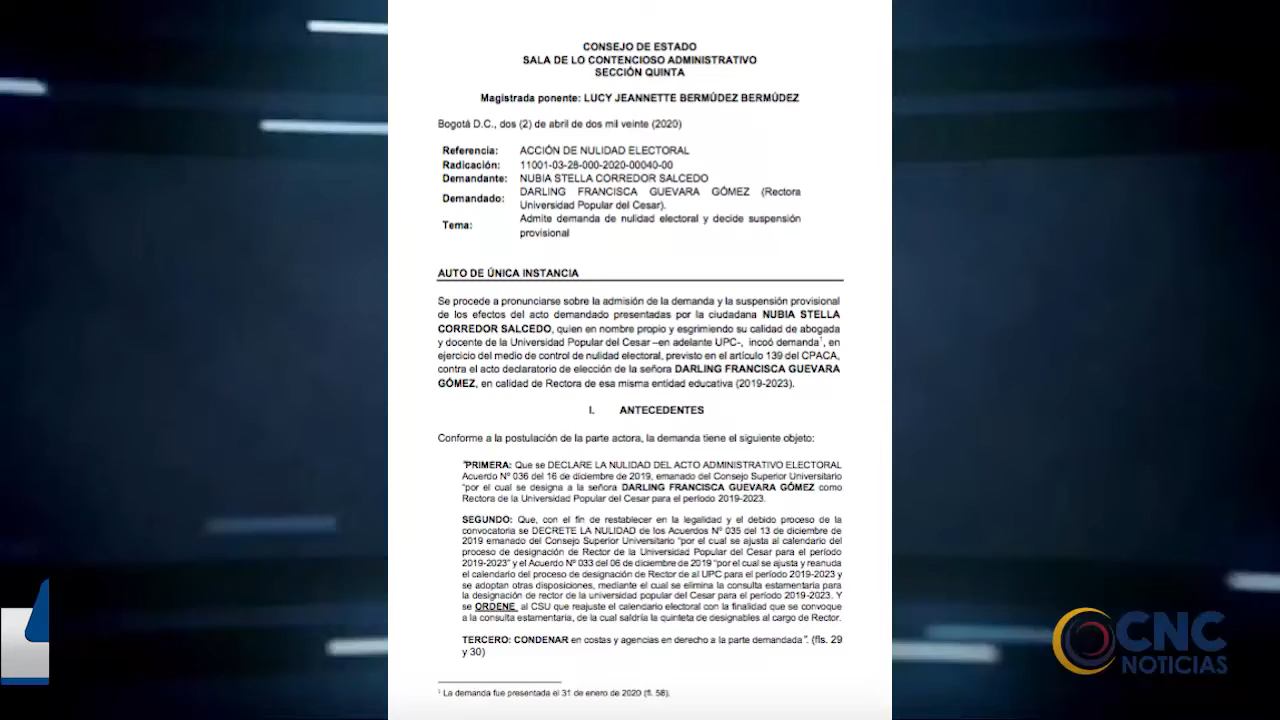 CONSEJO DE ESTADO
SALA DE LO CONTENCIOSO ADMINISTRATIVO
SECCIÓN QUINTA
Magistrada ponente: LUCY JEANNETTE BERMÚDEZ BERMÚDEZ
Bogotá D.C., dos (2) de abril de dos mil veinte (2020)
Referencia: ACCIÓN DE NULIDAD ELECTORAL
Radicación: 11001-03-28-000-2020-00040-00
Demandante: NUBIA STELLA CORREDOR SALCEDO
Demandado: DARLING FRANCISCA GUEVARA GÓMEZ (Rectora
Universidad Popular del Cesar).
Tema: Admite demanda de nulidad electoral y decide suspensión
provisional
AUTO DE ÚNICA INSTANCIA
Se procede a pronunciarse sobre la admisión de la demanda y la suspensión provisional
de los efectos del acto demandado presentadas por la ciudadana NUBIA STELLA
CORREDOR SALCEDO, quien en nombre propio y esgrimiendo su calidad de abogada
y docente de la Universidad Popular del Cesar –en adelante UPC-, incoó demanda¹, en
ejercicio del medio de control de nulidad electoral, previsto en el artículo 139 del CPACA,
contra el acto declaratorio de elección de la señora DARLING FRANCISCA GUEVARA
GÓMEZ, en calidad de Rectora de esa misma entidad educativa (2019-2023).
I. ANTECEDENTES
Conforme a la postulación de la parte actora, la demanda tiene el siguiente objeto:
"PRIMERA: Que se DECLARE LA NULIDAD DEL ACTO ADMINISTRATIVO ELECTORAL
Acuerdo Nº 036 del 16 de diciembre de 2019, emanado del Consejo Superior Universitario
"por el cual se designa a la señora DARLING FRANCISCA GUEVARA GÓMEZ como
Rectora de la Universidad Popular del Cesar para el período 2019-2023.
SEGUNDO: Que, con el fin de restablecer en la legalidad y el debido proceso de la
convocatoria se DECRETE LA NULIDAD de los Acuerdos Nº 035 del 13 de diciembre de
2019 emanado del Consejo Superior Universitario "por el cual se ajusta al calendario del
proceso de designación de Rector de la Universidad Popular del Cesar para el período
2019-2023" y el Acuerdo Nº 033 del 06 de diciembre de 2019 "por el cual se ajusta y reanuda
el calendario del proceso de designación de Rector de al UPC para el período 2019-2023 y
se adoptan otras disposiciones, mediante el cual se elimina la consulta estamentaria para
la designación de rector de la universidad popular del Cesar para el período 2019-2023. Y
se ORDENE al CSU que reajuste el calendario electoral con la finalidad que se convoque
a la consulta estamentaria, de la cual saldría la quinteta de designables al cargo de Rector.
TERCERO: CONDENAR en costas y agencias en derecho a la parte demandada". (fls. 29
y 30)
¹ La demanda fue presentada el 31 de enero de 2020 (fl. 58).
CNC
NOTICIAS